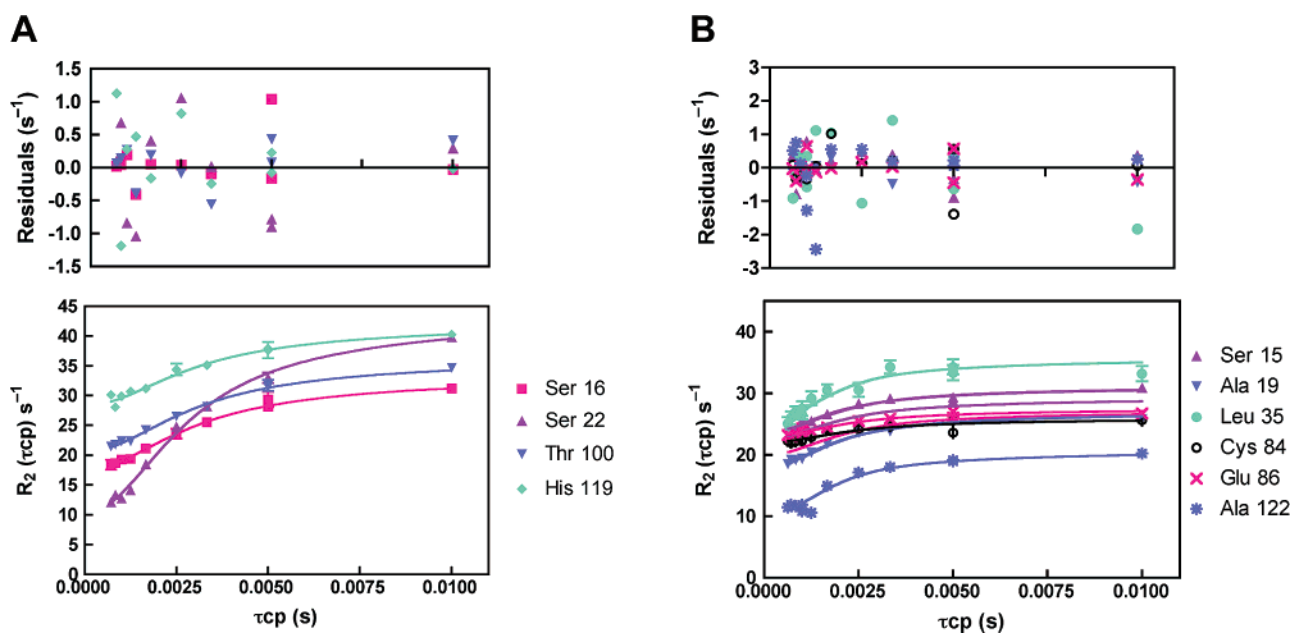 A
Residuals (s⁻¹)
1.5
1.0
0.5
0.0
-0.5
-1.0
-1.5
R₂ (τcp) s⁻¹
45
40
35
30
25
20
15
10
5
0
0.0000 0.0025 0.0050 0.0075 0.0100
τcp (s)
Ser 16
Ser 22
Thr 100
His 119
B
Residuals (s⁻¹)
3
2
1
0
-1
-2
-3
R₂ (τcp) s⁻¹
40
30
20
10
0
0.0000 0.0025 0.0050 0.0075 0.0100
τcp (s)
Ser 15
Ala 19
Leu 35
Cys 84
Glu 86
Ala 122